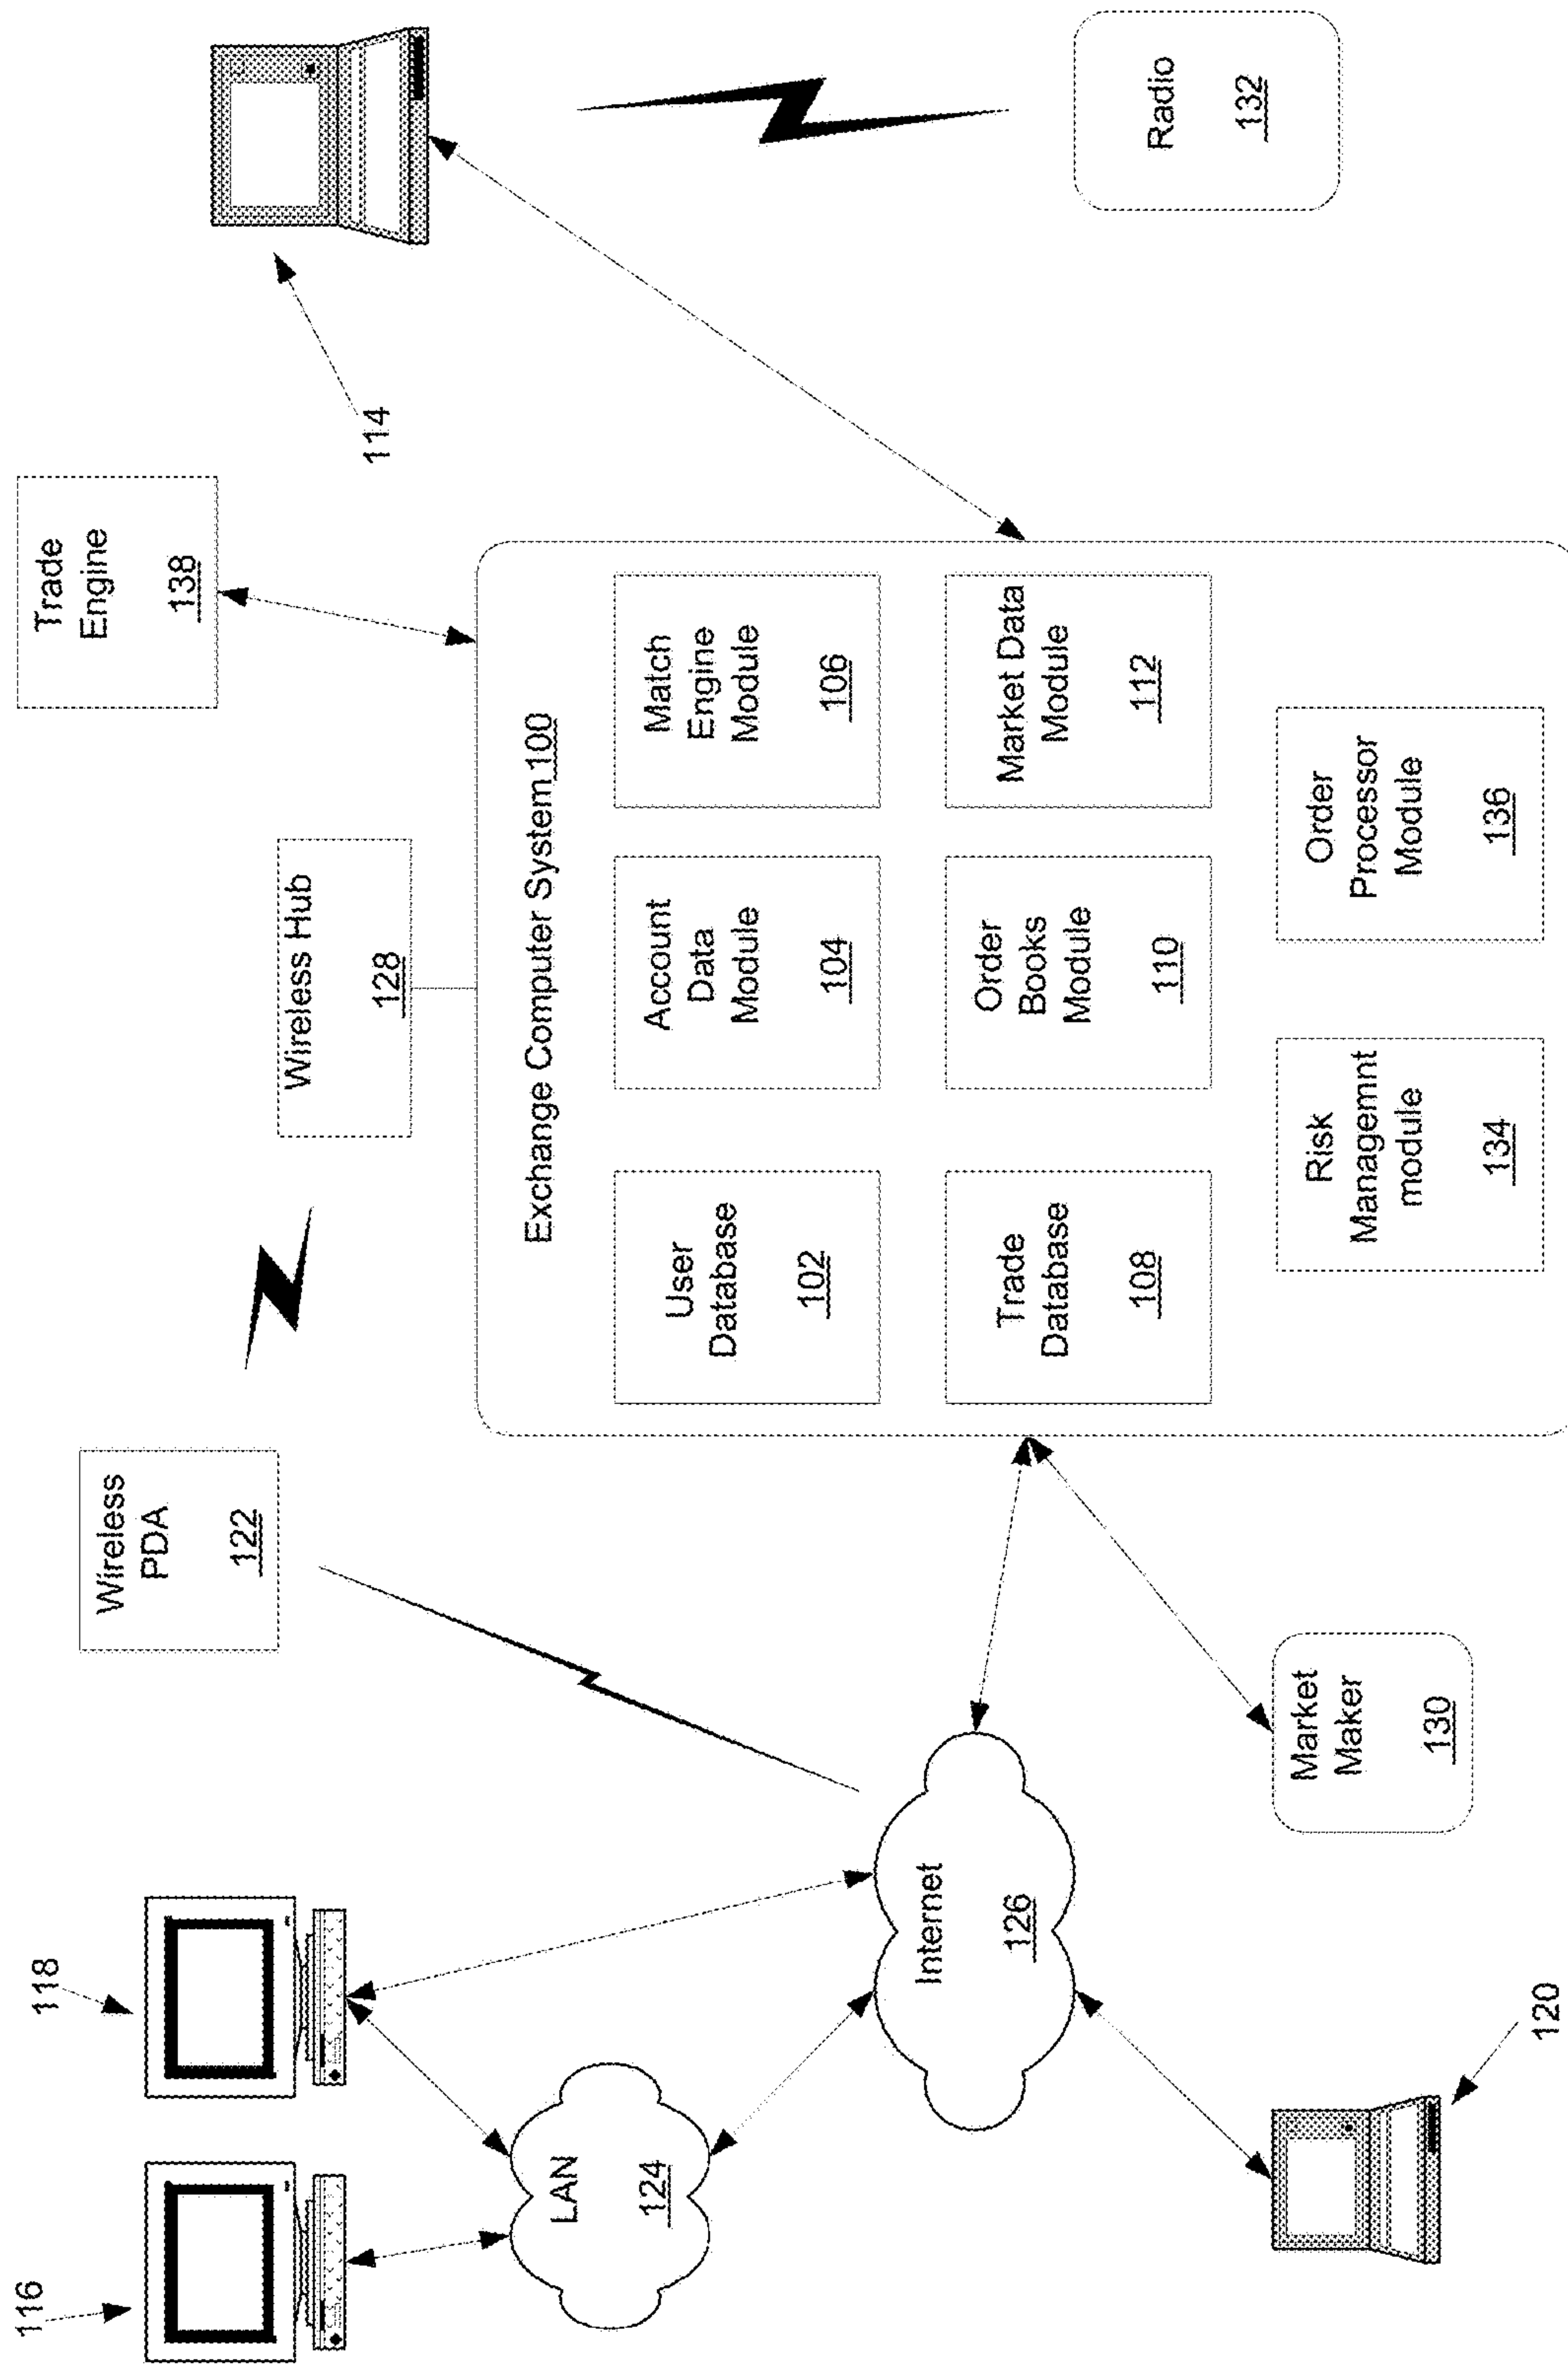 116
118
Wireless
PDA
122
Wireless Hub
128
Trade
Engine
138
114
LAN
124
Internet
126
120
Market
Maker
130
Exchange Computer System 100
User
Database
102
Account
Data
Module
104
Match
Engine
Module
106
Trade
Database
108
Order
Books
Module
110
Market Data
Module
112
Risk
Managemnt
module
134
Order
Processor
Module
136
Radio
132